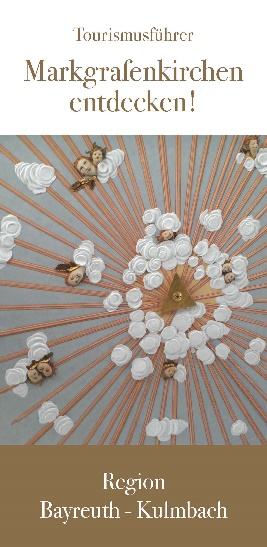 Tourismusführer
Markgrafenkirchen
entdecken!
Region
Bayreuth - Kulmbach